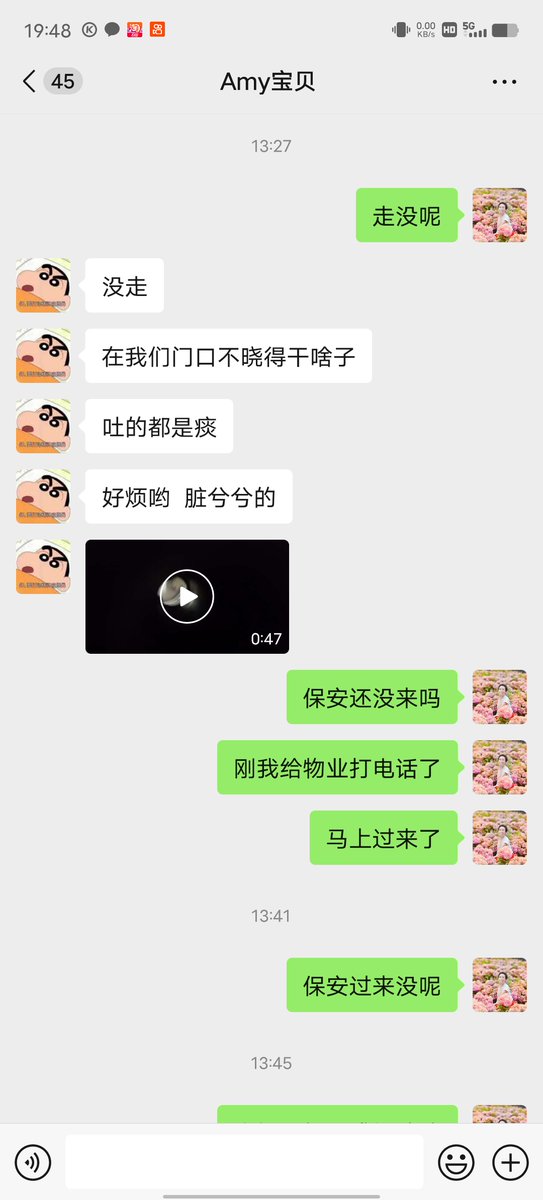 19:48
0.00
KB/s
HD
5G
45
Amy宝贝
13:27
走没呢
没走
在我们门口不晓得干啥子
吐的都是痰
好烦哟 脏兮兮的
0:47
保安还没来吗
刚我给物业打电话了
马上过来了
13:41
保安过来没呢
13:45